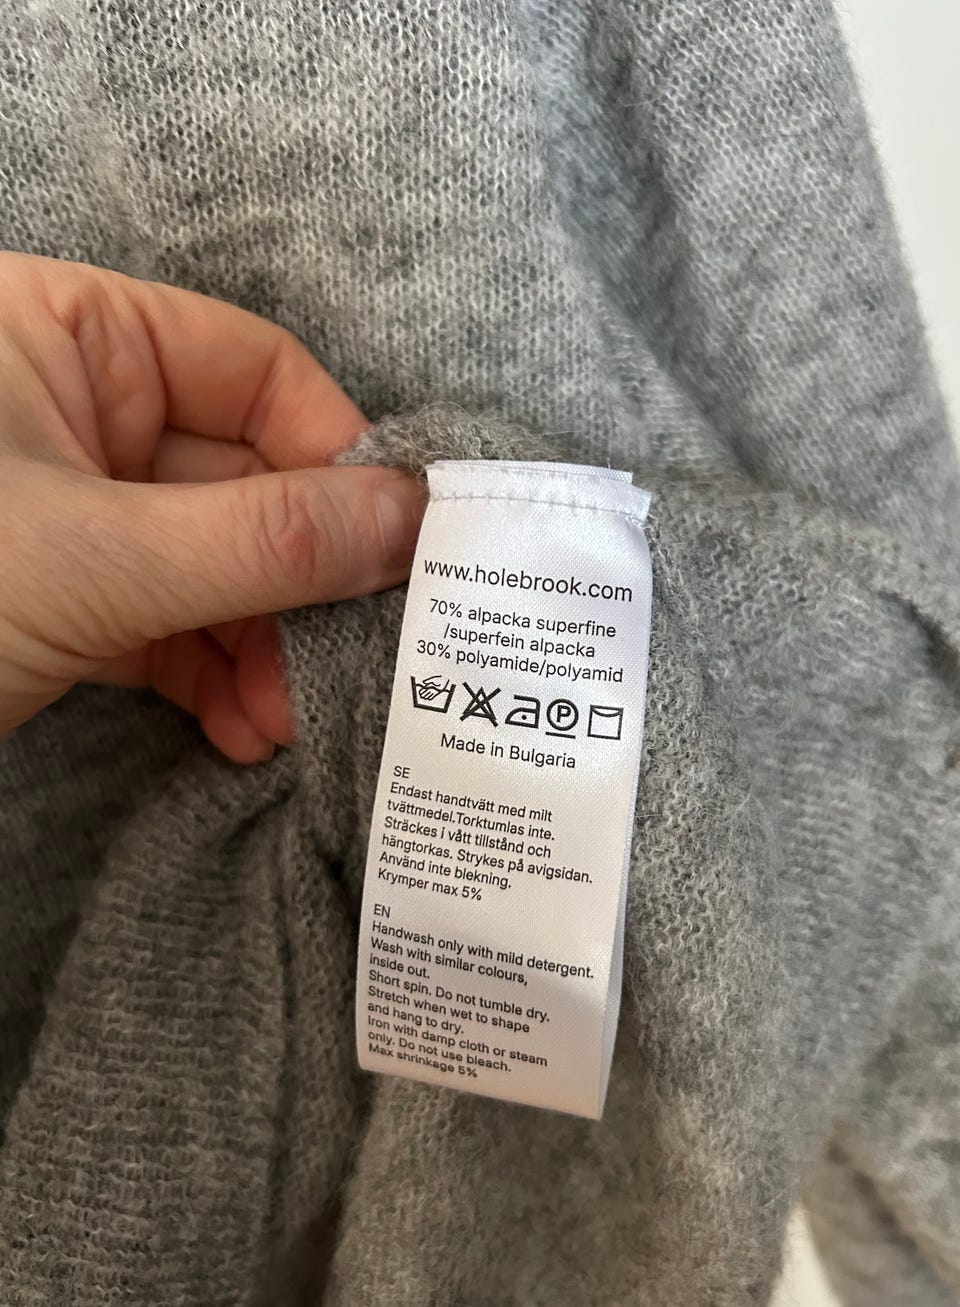 www.holebrook.com
70% alpacka superfine
/superfein alpacka
30% polyamide/polyamid
P
Made in Bulgaria
SE
Endast handtvätt med milt
tvättmedel.Torktumlas inte.
Sträckes i vått tillstånd och
hängtorkas. Strykes på avigsidan.
Använd inte blekning.
Krymper max 5%
EN
Handwash only with mild detergent.
Wash with similar colours,
inside out.
Short spin. Do not tumble dry.
Stretch when wet to shape
and hang to dry.
Iron with damp cloth or steam
only. Do not use bleach.
Max shrinkage 5%